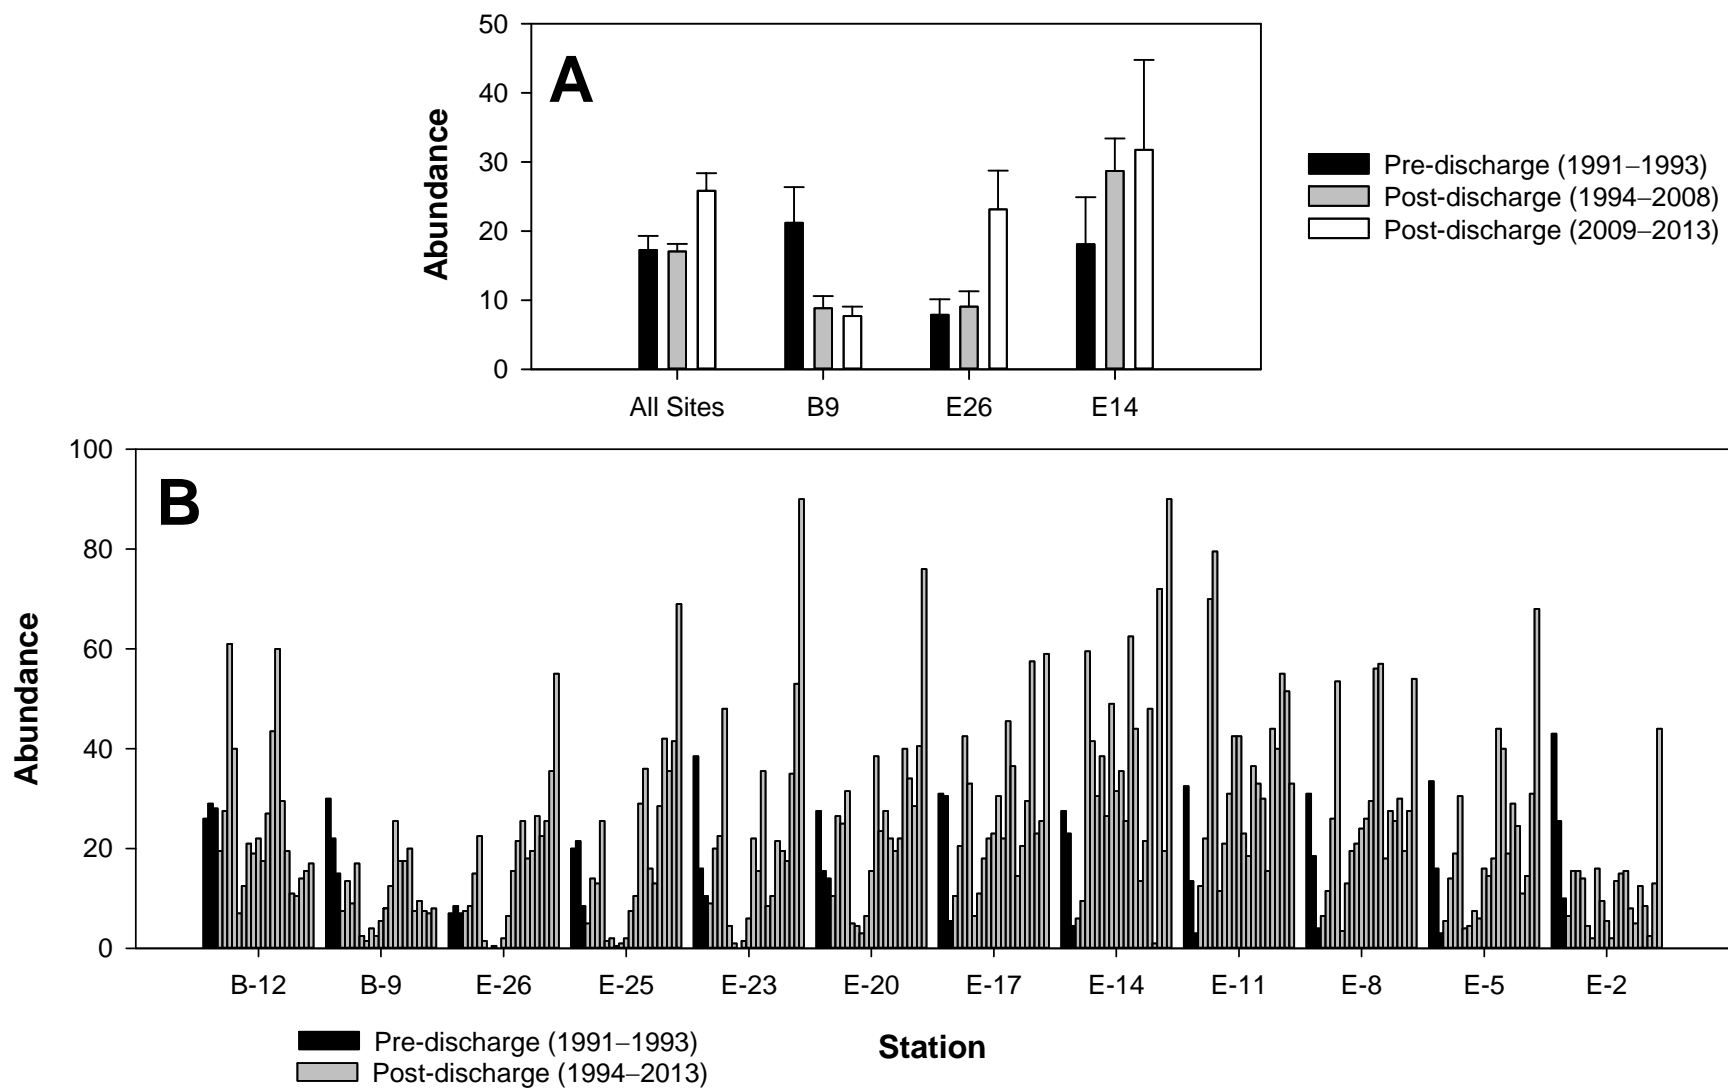 50
40
30
20
10
0
Abundance
A
All Sites B9 E26 E14
Pre-discharge (1991–1993)
Post-discharge (1994–2008)
Post-discharge (2009–2013)
100
80
60
40
20
0
Abundance
B
B-12 B-9 E-26 E-25 E-23 E-20 E-17 E-14 E-11 E-8 E-5 E-2
Station
Pre-discharge (1991–1993)
Post-discharge (1994–2013)